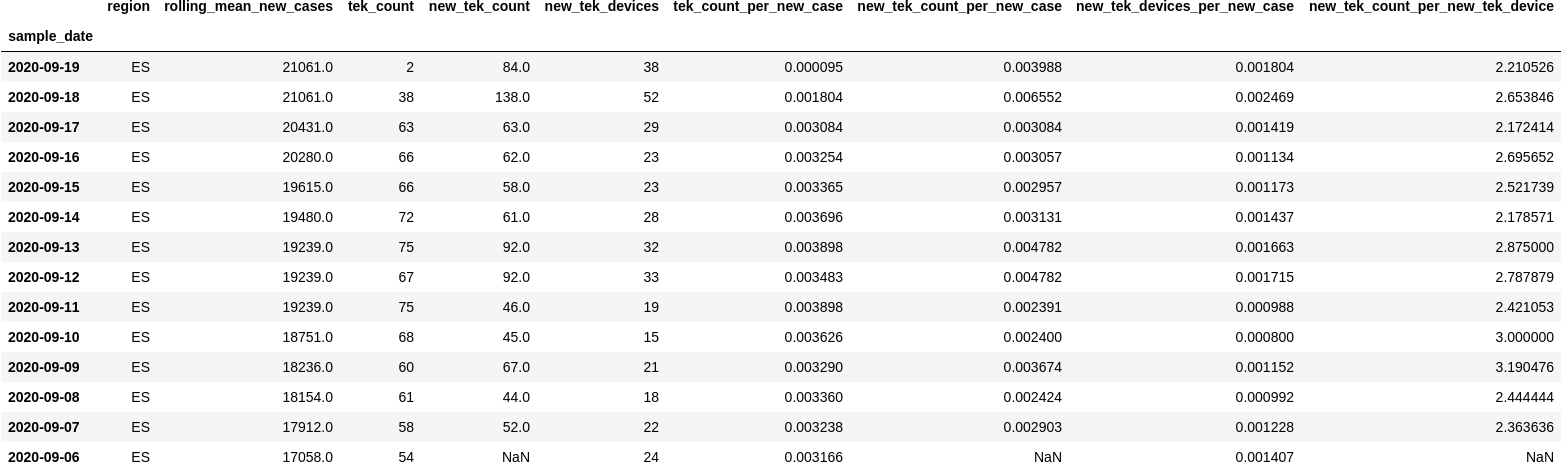 region rolling_mean_new_cases tek_count new_tek_count new_tek_devices tek_count_per_new_case new_tek_count_per_new_case new_tek_devices_per_new_case new_tek_count_per_new_tek_device
sample_date
2020-09-19 ES 21061.0 2 84.0 38 0.000095 0.003988 0.001804 2.210526
2020-09-18 ES 21061.0 38 138.0 52 0.001804 0.006552 0.002469 2.653846
2020-09-17 ES 20431.0 63 63.0 29 0.003084 0.003084 0.001419 2.172414
2020-09-16 ES 20280.0 66 62.0 23 0.003254 0.003057 0.001134 2.695652
2020-09-15 ES 19615.0 66 58.0 23 0.003365 0.002957 0.001173 2.521739
2020-09-14 ES 19480.0 72 61.0 28 0.003696 0.003131 0.001437 2.178571
2020-09-13 ES 19239.0 75 92.0 32 0.003898 0.004782 0.001663 2.875000
2020-09-12 ES 19239.0 67 92.0 33 0.003483 0.004782 0.001715 2.787879
2020-09-11 ES 19239.0 75 46.0 19 0.003898 0.002391 0.000988 2.421053
2020-09-10 ES 18751.0 68 45.0 15 0.003626 0.002400 0.000800 3.000000
2020-09-09 ES 18236.0 60 67.0 21 0.003290 0.003674 0.001152 3.190476
2020-09-08 ES 18154.0 61 44.0 18 0.003360 0.002424 0.000992 2.444444
2020-09-07 ES 17912.0 58 52.0 22 0.003238 0.002903 0.001228 2.363636
2020-09-06 ES 17058.0 54 NaN 24 0.003166 NaN 0.001407 NaN